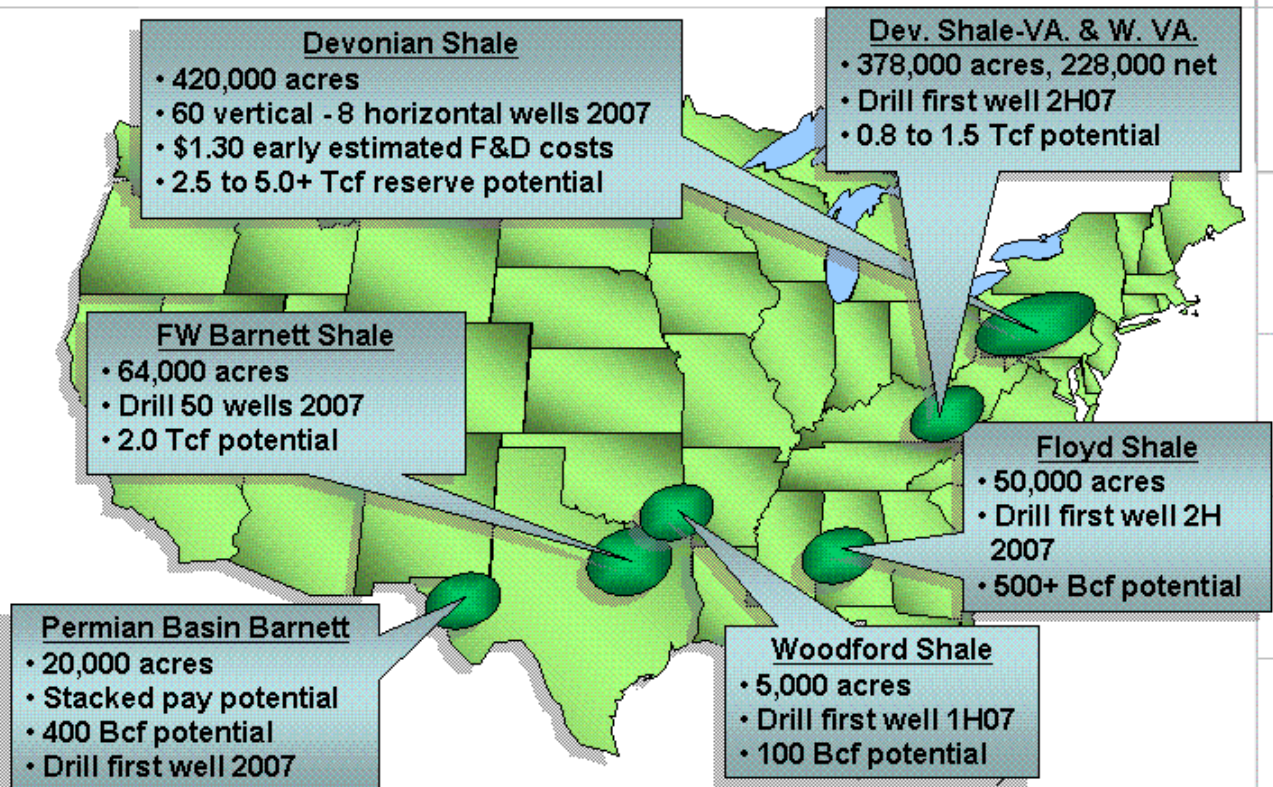 Devonian Shale
• 420,000 acres
• 60 vertical - 8 horizontal wells 2007
• $1.30 early estimated F&D costs
• 2.5 to 5.0+ Tcf reserve potential
Dev. Shale-VA. & W. VA.
• 378,000 acres, 228,000 net
• Drill first well 2H07
• 0.8 to 1.5 Tcf potential
FW Barnett Shale
• 64,000 acres
• Drill 50 wells 2007
• 2.0 Tcf potential
Floyd Shale
• 50,000 acres
• Drill first well 2H
2007
• 500+ Bcf potential
Permian Basin Barnett
• 20,000 acres
• Stacked pay potential
• 400 Bcf potential
• Drill first well 2007
Woodford Shale
• 5,000 acres
• Drill first well 1H07
• 100 Bcf potential